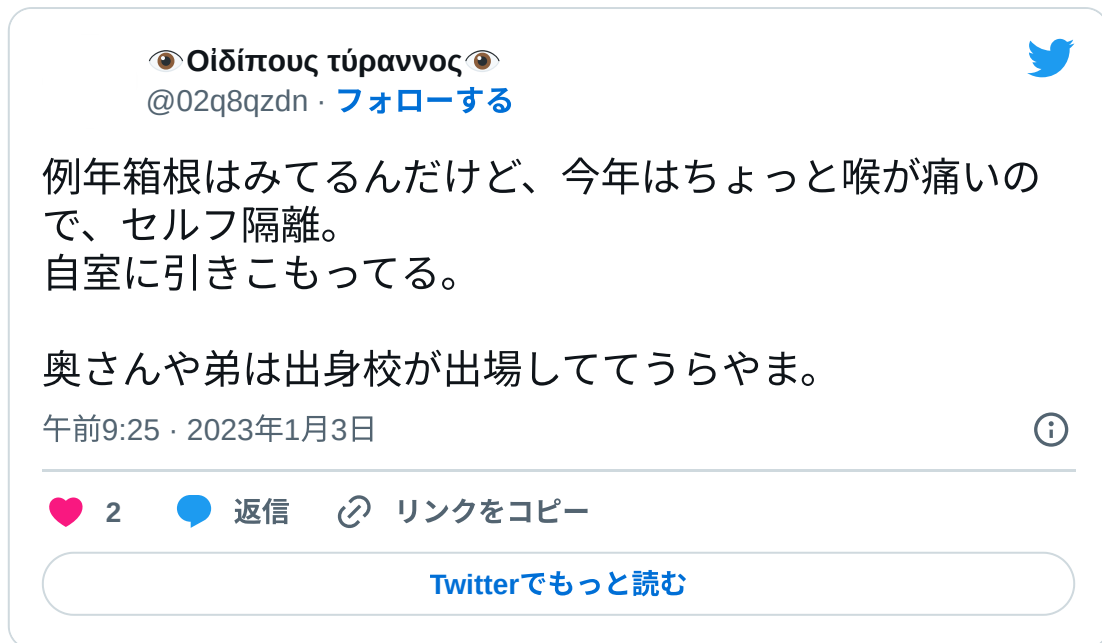 👁Οἰδίπους τύραννος👁
@02q8qzdn · フォローする
例年箱根はみてるんだけど、今年はちょっと喉が痛いの
で、セルフ隔離。
自室に引きこもってる。
奥さんや弟は出身校が出場しててうらやま。
午前9:25 · 2023年1月3日
2 返信 リンクをコピー
Twitterでもっと読む